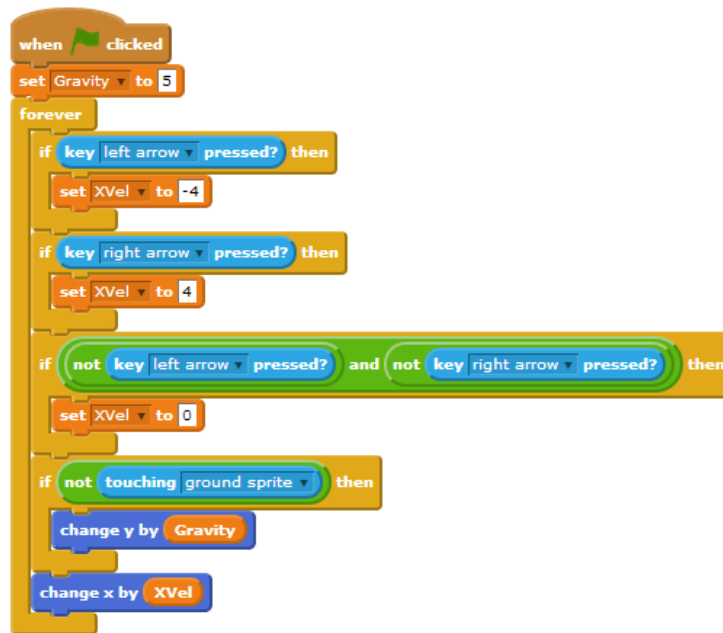 when clicked
set Gravity to 5
forever
if key left arrow pressed? then
set XVel to -4
if key right arrow pressed? then
set XVel to 4
if not key left arrow pressed? and not key right arrow pressed? then
set XVel to 0
if not touching ground sprite then
change y by Gravity
change x by XVel